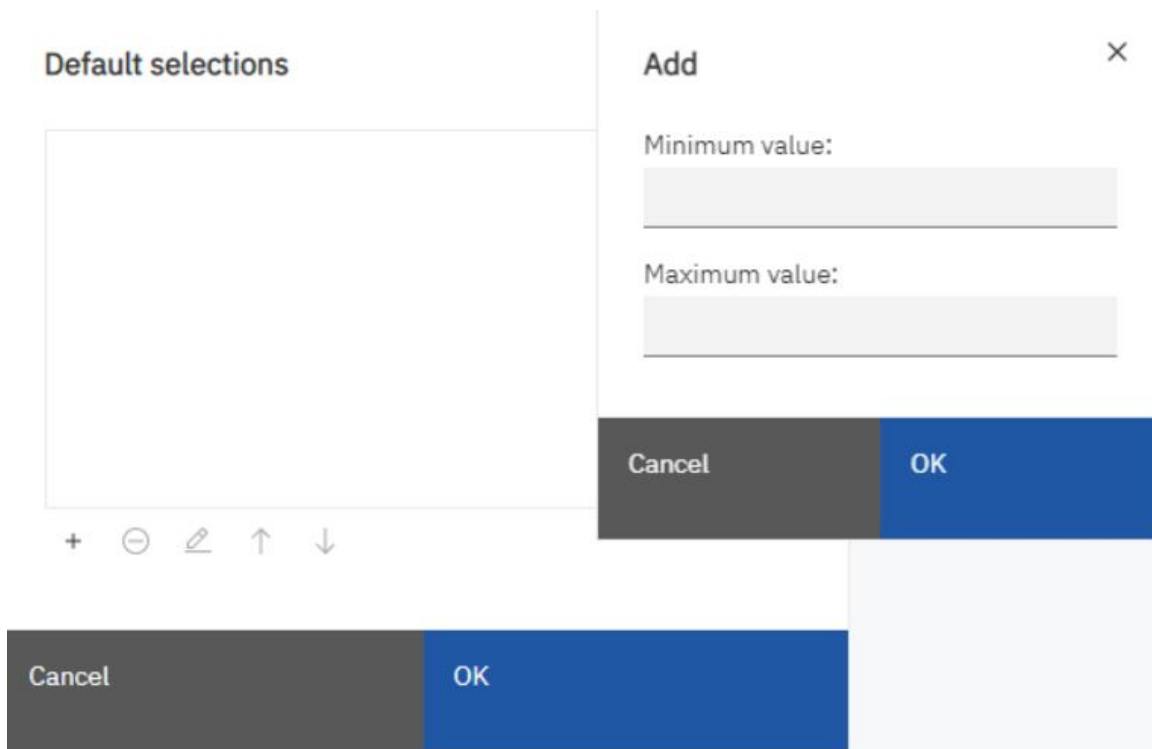 Default selections
Add
Minimum value:
Maximum value:
Cancel
OK
Cancel
OK